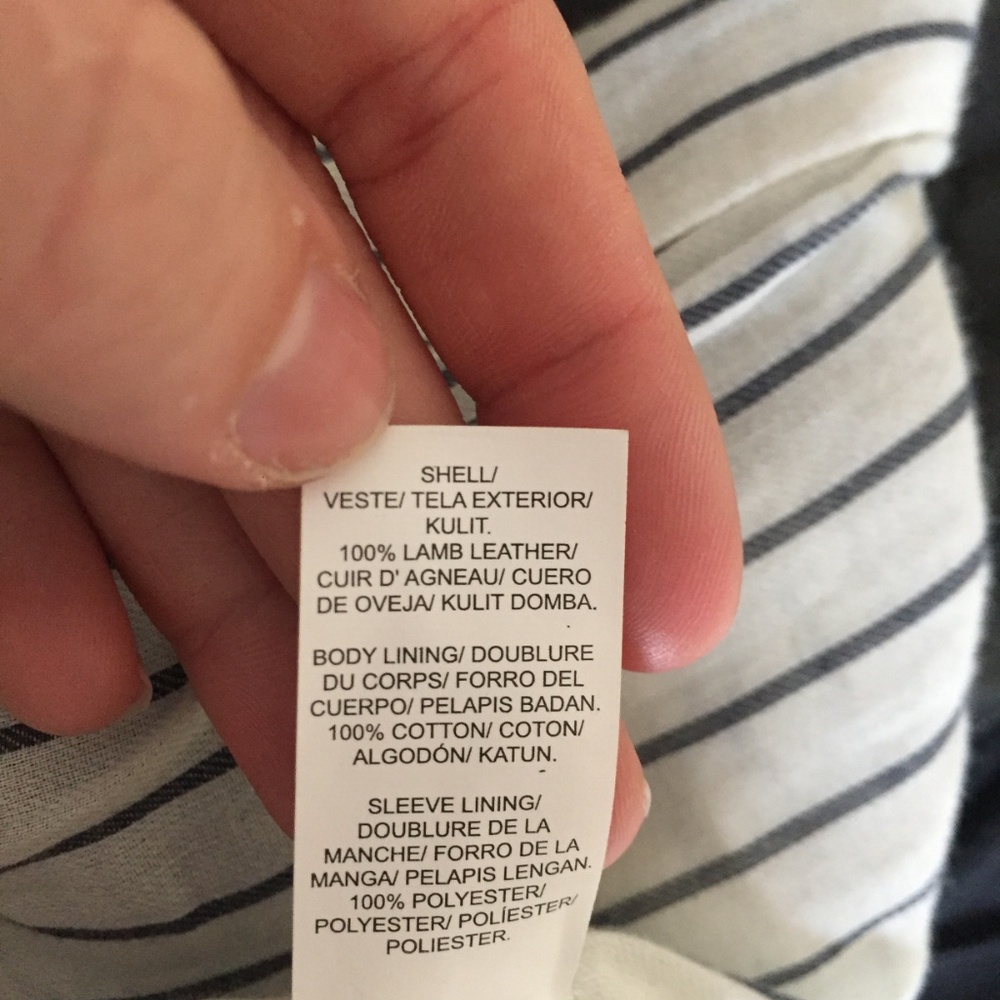 SHELL/
VESTE/ TELA EXTERIOR/
KULIT.
100% LAMB LEATHER/
CUIR D' AGNEAU/ CUERO
DE OVEJA/ KULIT DOMBA.
BODY LINING/ DOUBLURE
DU CORPS/ FORRO DEL
CUERPO/ PELAPIS BADAN.
100% COTTON/ COTON/
ALGODÓN/ KATUN.
SLEEVE LINING/
DOUBLURE DE LA
MANCHE/ FORRO DE LA
MANGA/ PELAPIS LENGAN.
100% POLYESTER/
POLYESTER/ POLÍESTER/
POLIESTER.